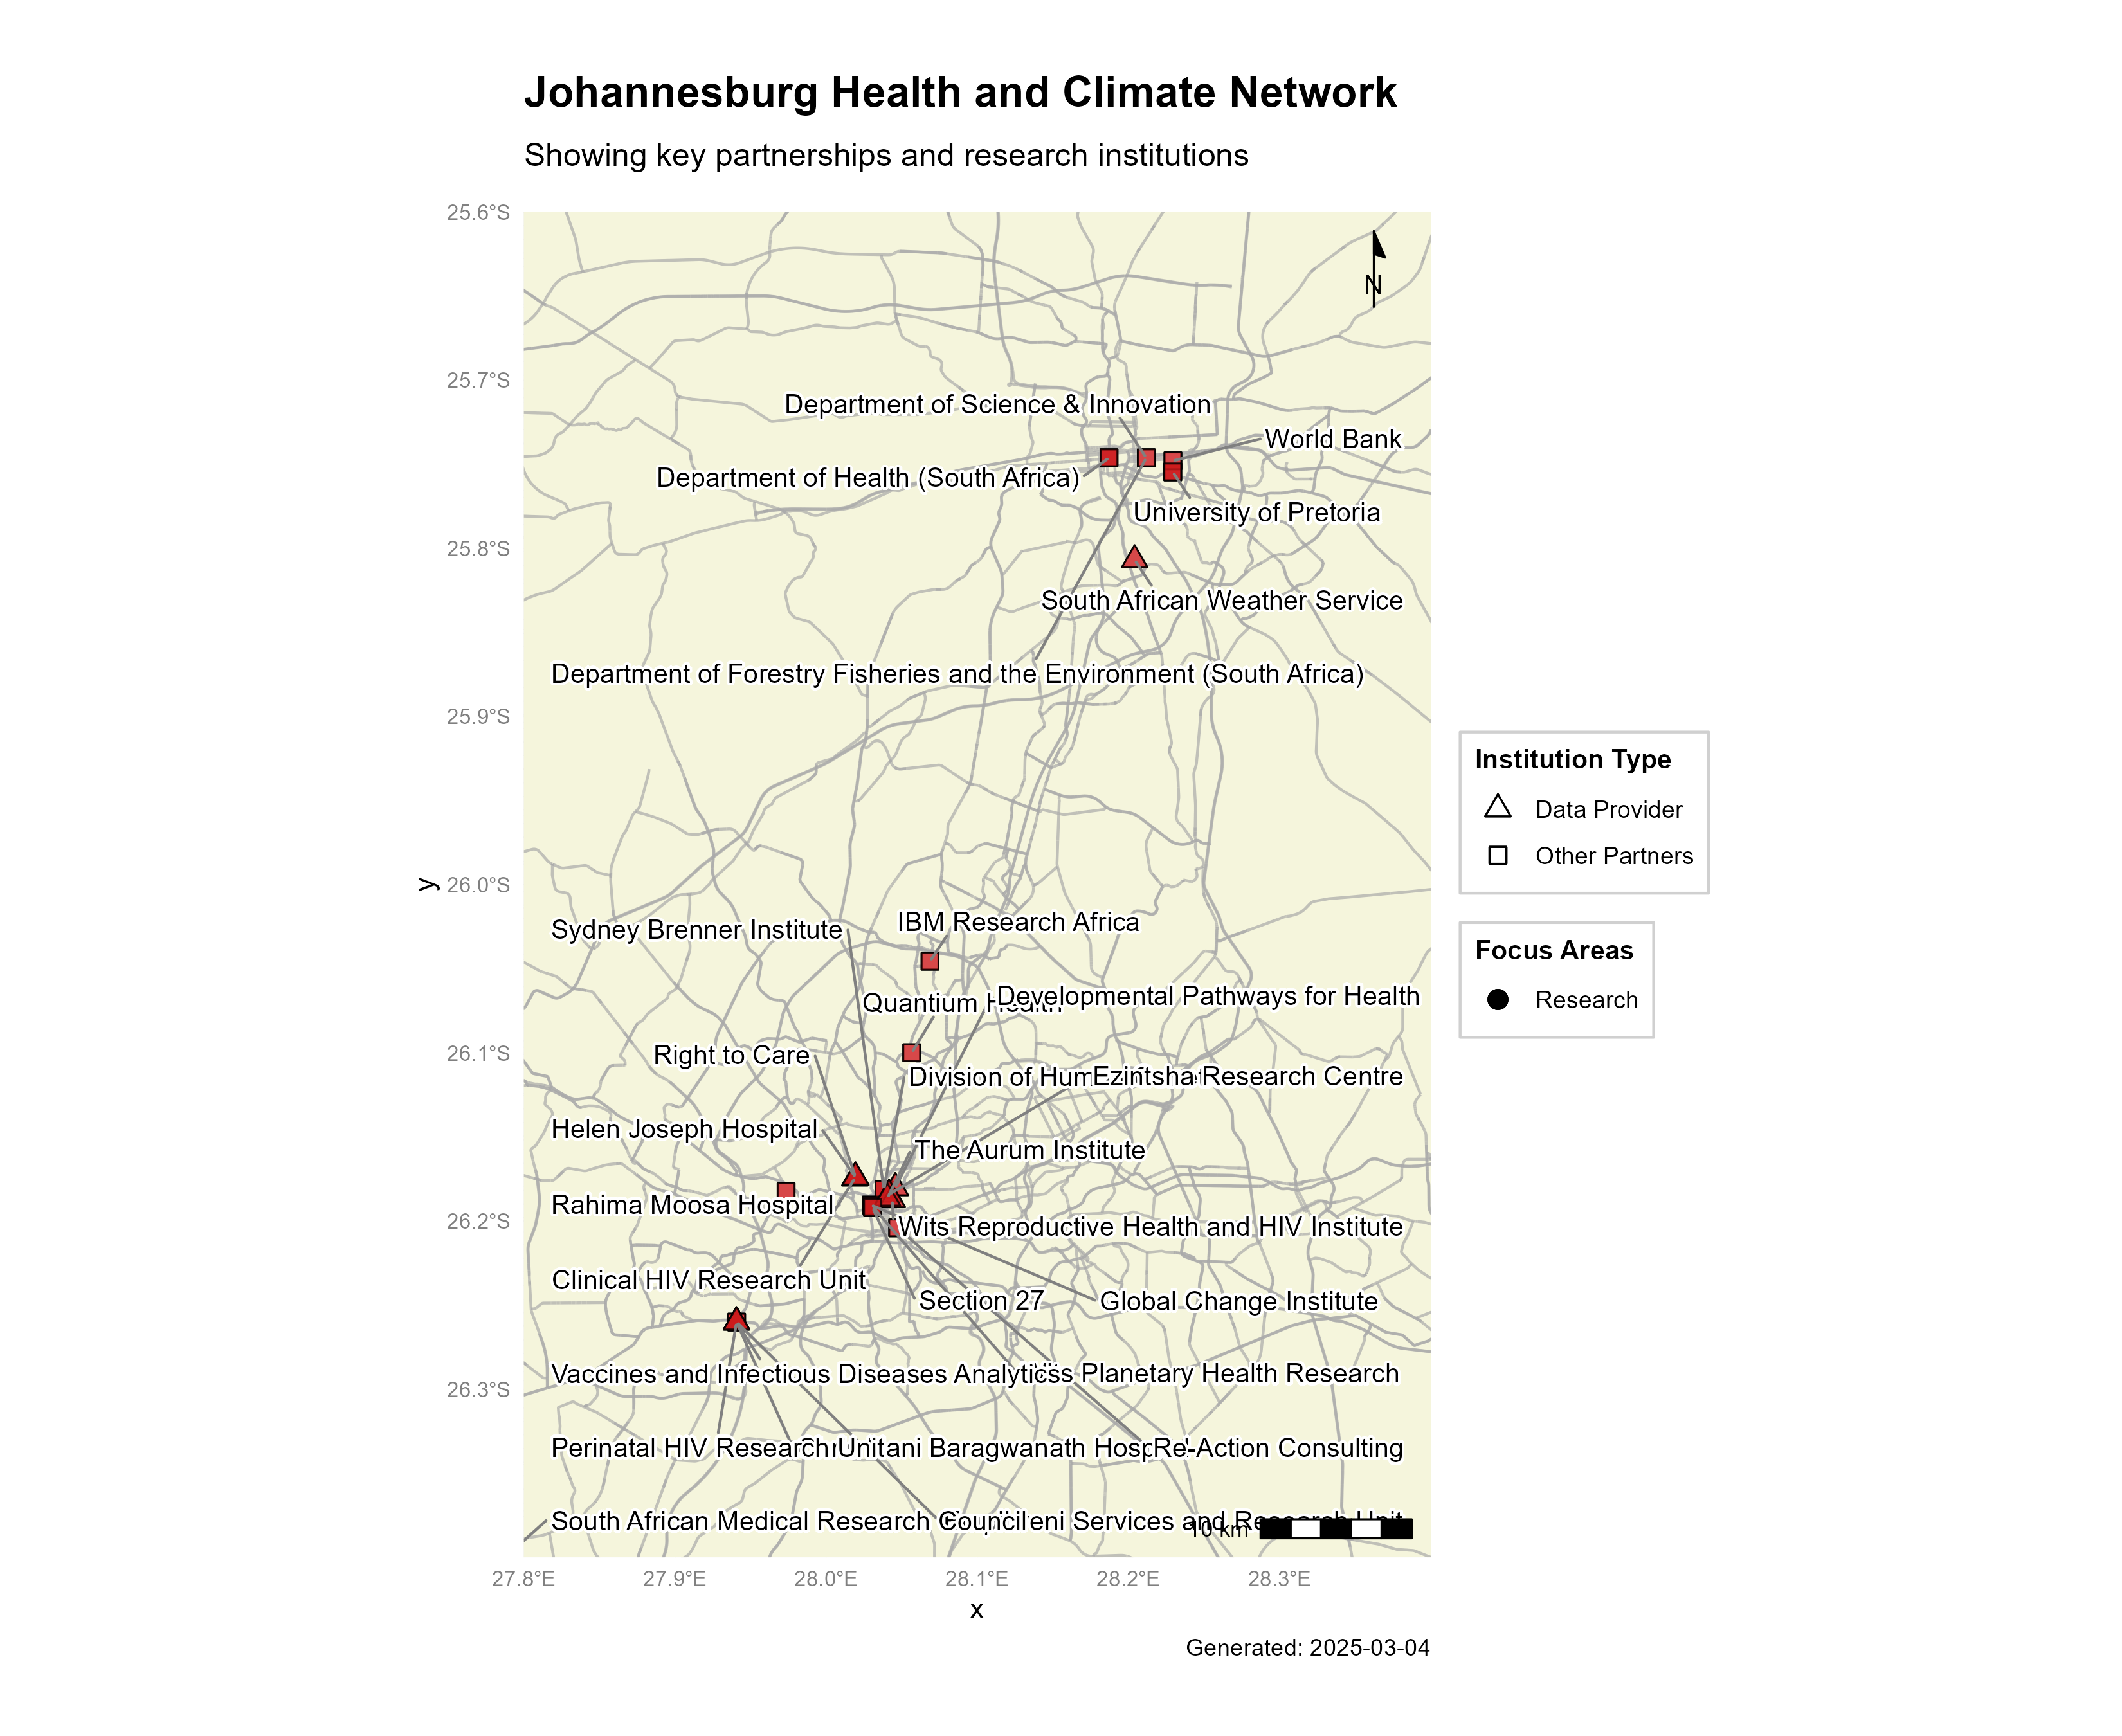 Johannesburg Health and Climate Network
Showing key partnerships and research institutions
25.6°S
N
25.7°S
Department of Science & Innovation
World Bank
Department of Health (South Africa)
University of Pretoria
25.8°S
South African Weather Service
Department of Forestry Fisheries and the Environment (South Africa)
25.9°S
Institution Type
Data Provider
Other Partners
y
26.0°S
Focus Areas
Research
Sydney Brenner Institute
IBM Research Africa
Quantium Health
Developmental Pathways for Health
26.1°S
Right to Care
Division of
Ezintsha Research Centre
Helen Joseph Hospital
The Aurum Institute
Rahima Moosa Hospital
26.2°S
Wits Reproductive Health and HIV Institute
Clinical HIV Research Unit
Section 27
Global Change Institute
Vaccines and Infectious Diseases Analytics
Planetary Health Research
26.3°S
Perinatal HIV Research Unit
Baragwanath
Re-Action Consulting
South African Medical Research Council
Services and Research Unit
10 km
27.8°E
27.9°E
28.0°E
28.1°E
28.2°E
28.3°E
x
Generated: 2025-03-04